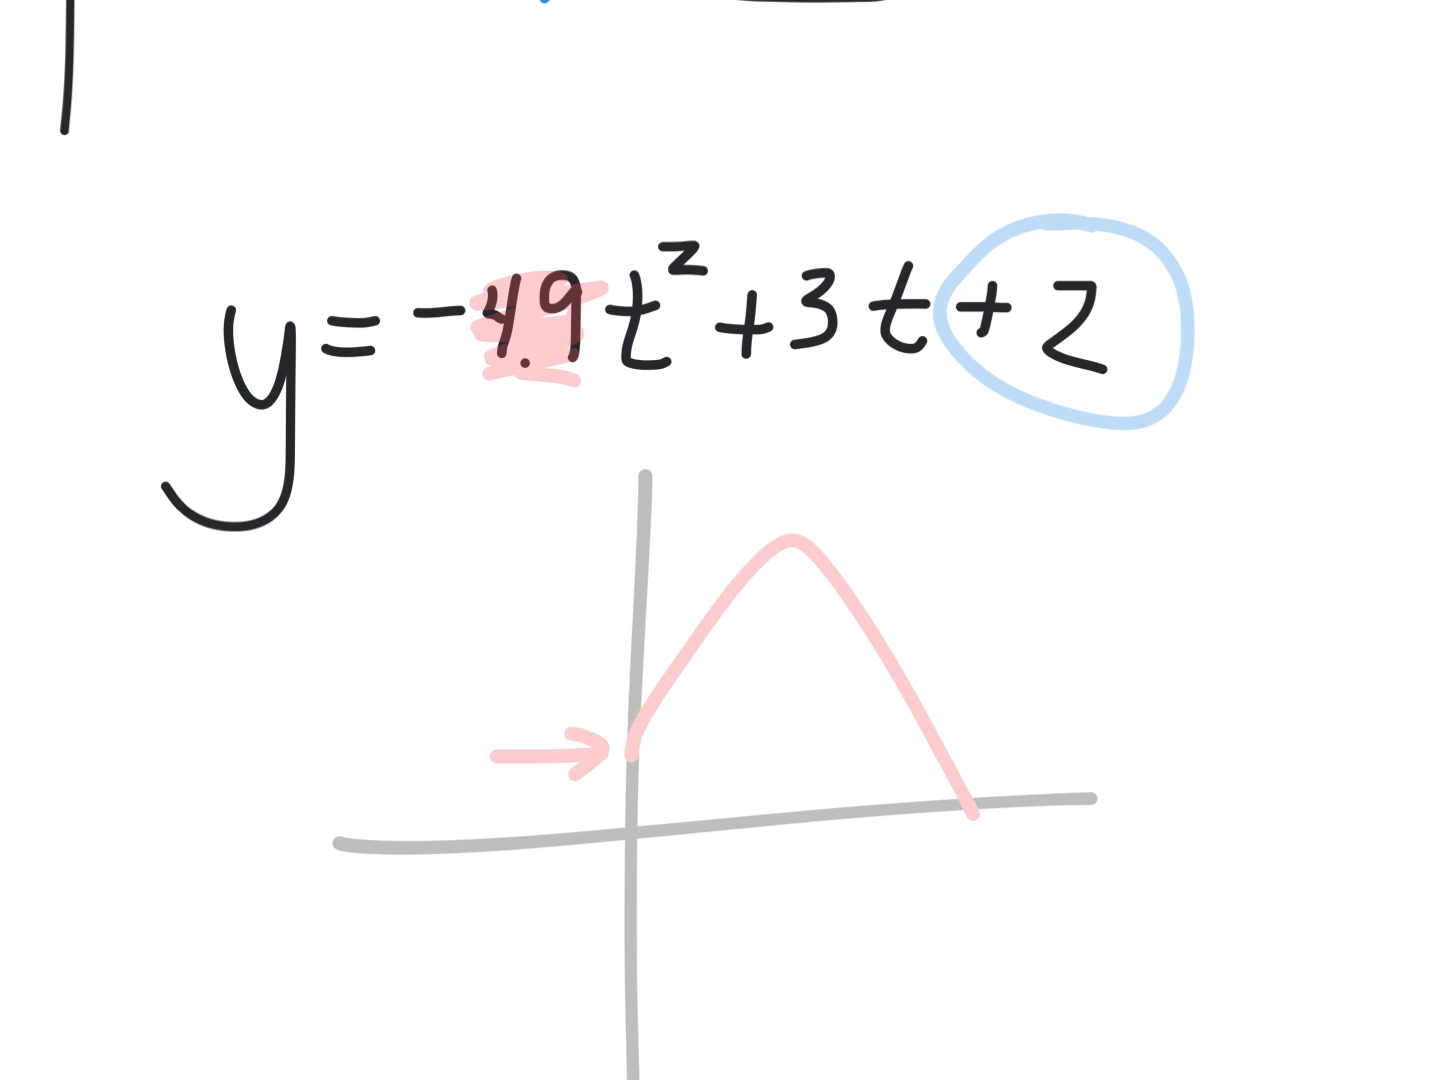 y = -4.9t² + 3t + 2